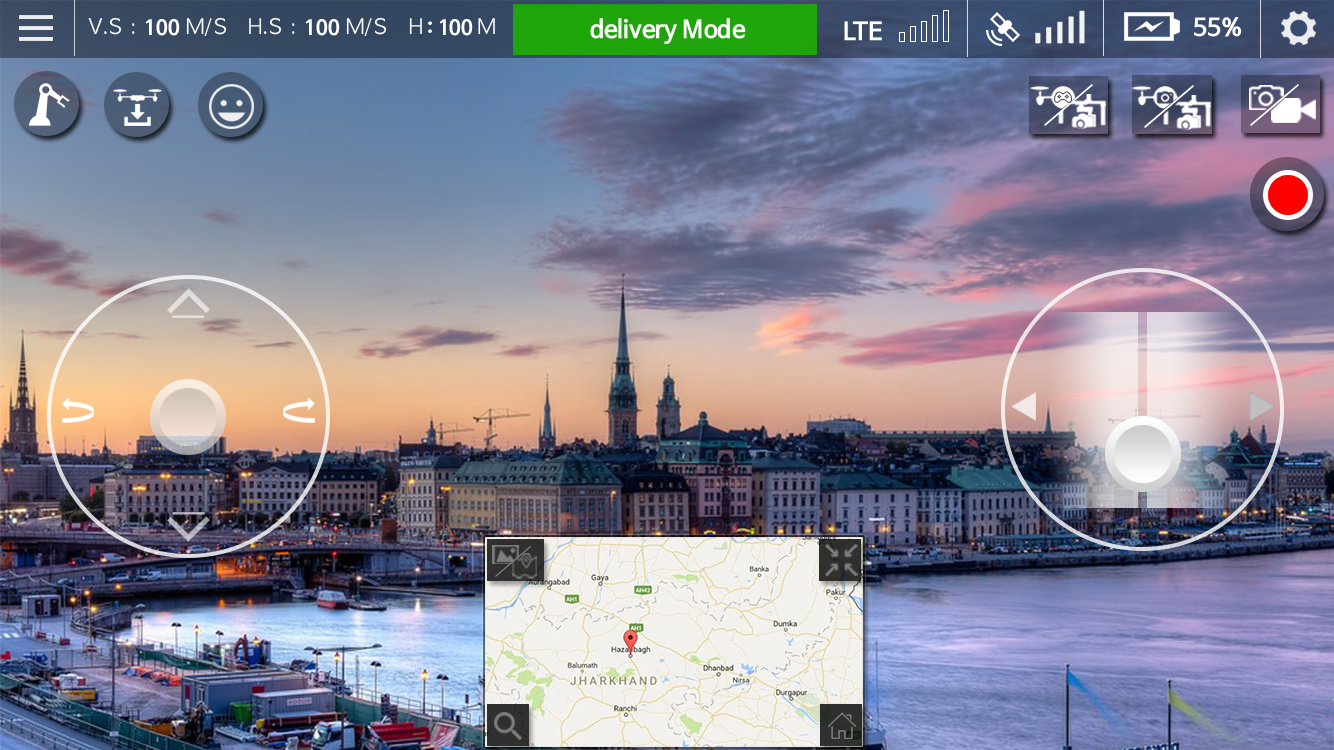 V.S : 100 M/S H.S : 100 M/S H: 100 M
delivery Mode
LTE
55%
Aurangabad
Gaya
Banka
Pakur
AH1
AH42
Dumka
AH1
Hazaribagh
Balumath
Dhanbad
Nirsa
JHARKHAND
Durgapur
Ranchi